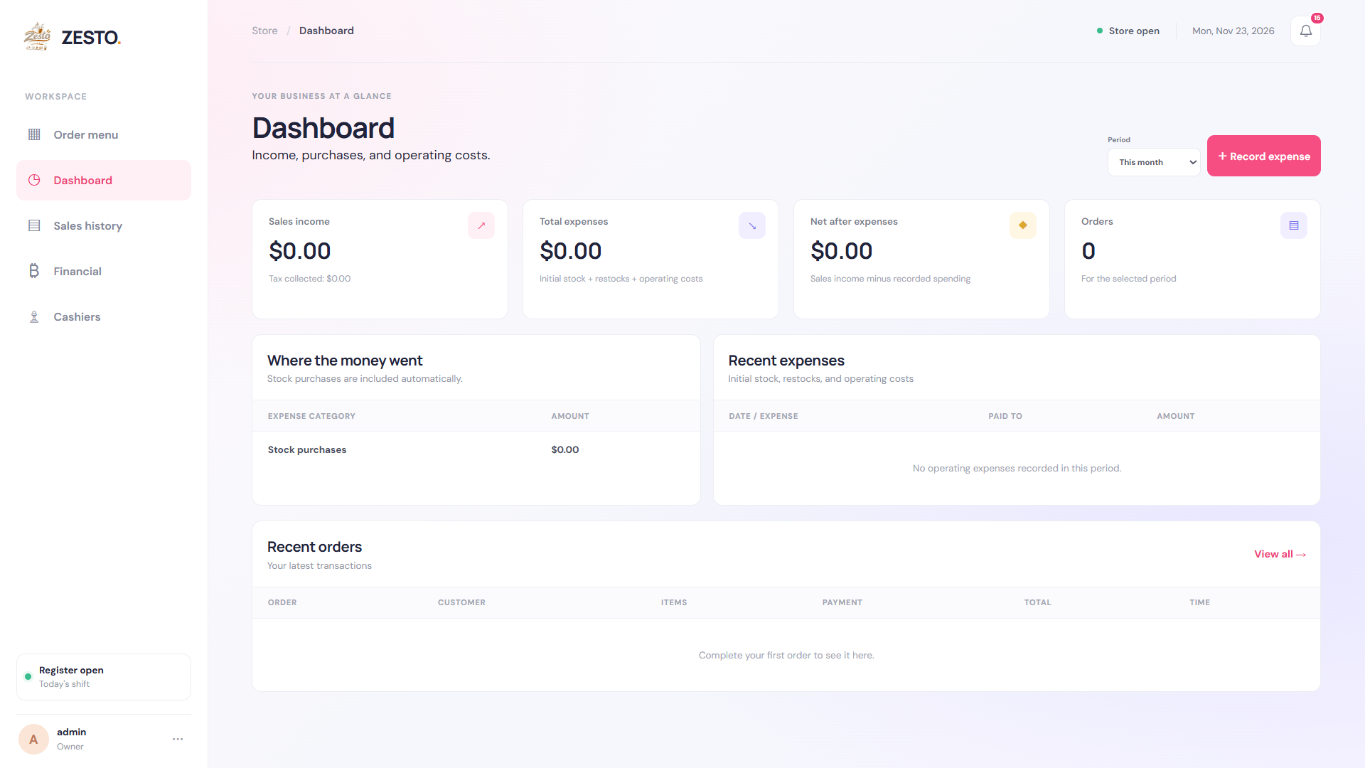 Zesto
ZESTO.
WORKSPACE
Order menu
Dashboard
Sales history
Financial
Cashiers
Register open
Today's shift
A
admin
Owner
...
Store / Dashboard
Store open
Mon, Nov 23, 2026
15
YOUR BUSINESS AT A GLANCE
Dashboard
Income, purchases, and operating costs.
Period
This month
+ Record expense
Sales income
$0.00
Tax collected: $0.00
Total expenses
$0.00
Initial stock + restocks + operating costs
Net after expenses
$0.00
Sales income minus recorded spending
Orders
0
For the selected period
Where the money went
Stock purchases are included automatically.
EXPENSE CATEGORY AMOUNT
Stock purchases $0.00
Recent expenses
Initial stock, restocks, and operating costs
DATE / EXPENSE PAID TO AMOUNT
No operating expenses recorded in this period.
Recent orders
Your latest transactions
View all →
ORDER CUSTOMER ITEMS PAYMENT TOTAL TIME
Complete your first order to see it here.